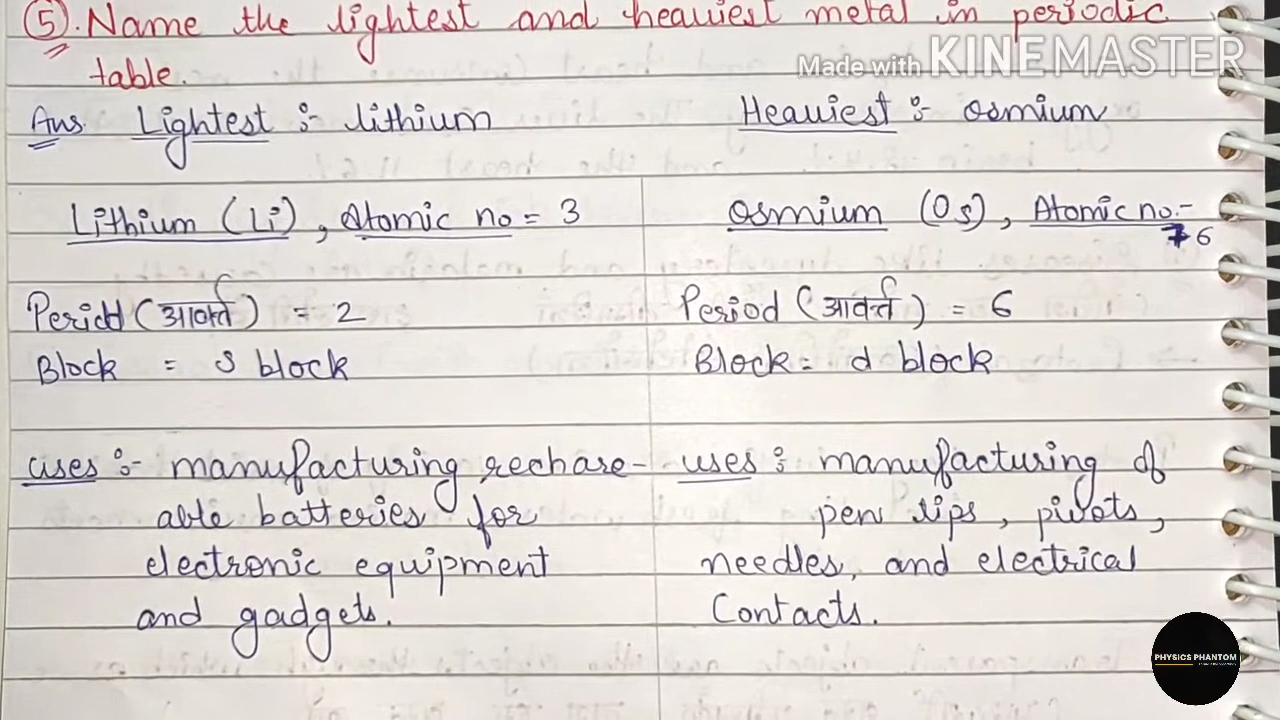 ⑤. Name the lightest and heaviest metal in periodic
table.
Made with KINEMASTER
Ans. Lightest :- lithium
Heaviest :- osmium
Lithium (Li), Atomic no = 3
Osmium (Os), Atomic no.-
76
Period (आवर्त) = 2
Period (आवर्त) = 6
Block = s block
Block = d block
uses :- manufacturing rechare-
able batteries for
electronic equipment
and gadgets.
uses : manufacturing of
pen tips, pivots,
needles, and electrical
Contacts.
PHYSICS PHANTOM